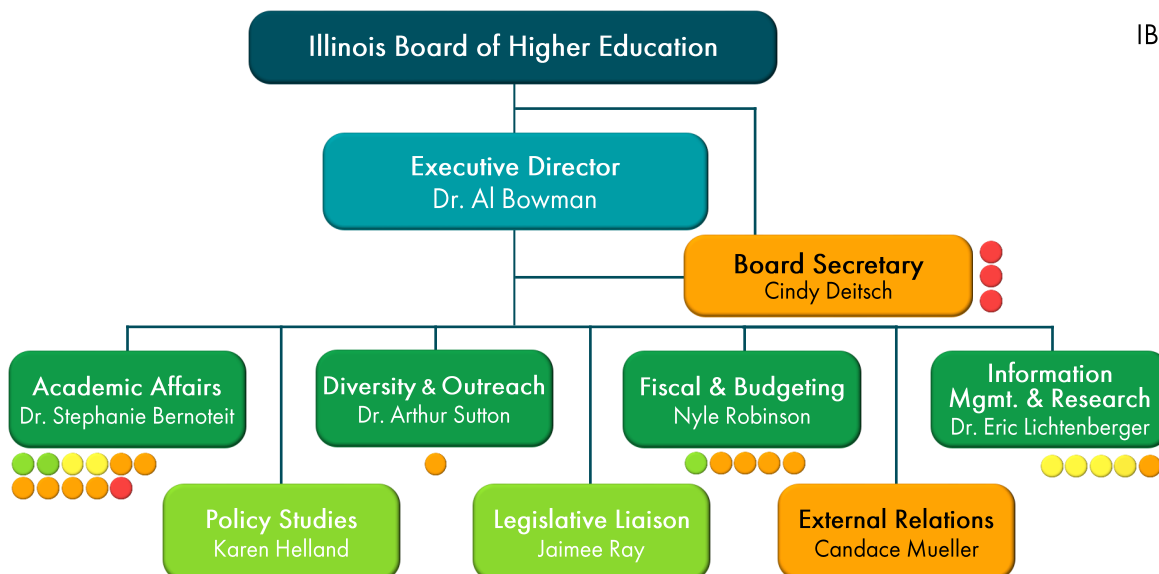 Illinois Board of Higher Education
IB
Executive Director
Dr. Al Bowman
Board Secretary
Cindy Deitsch
Academic Affairs
Dr. Stephanie Bernoteit
Diversity & Outreach
Dr. Arthur Sutton
Fiscal & Budgeting
Nyle Robinson
Information
Mgmt. & Research
Dr. Eric Lichtenberger
Policy Studies
Karen Helland
Legislative Liaison
Jaimee Ray
External Relations
Candace Mueller